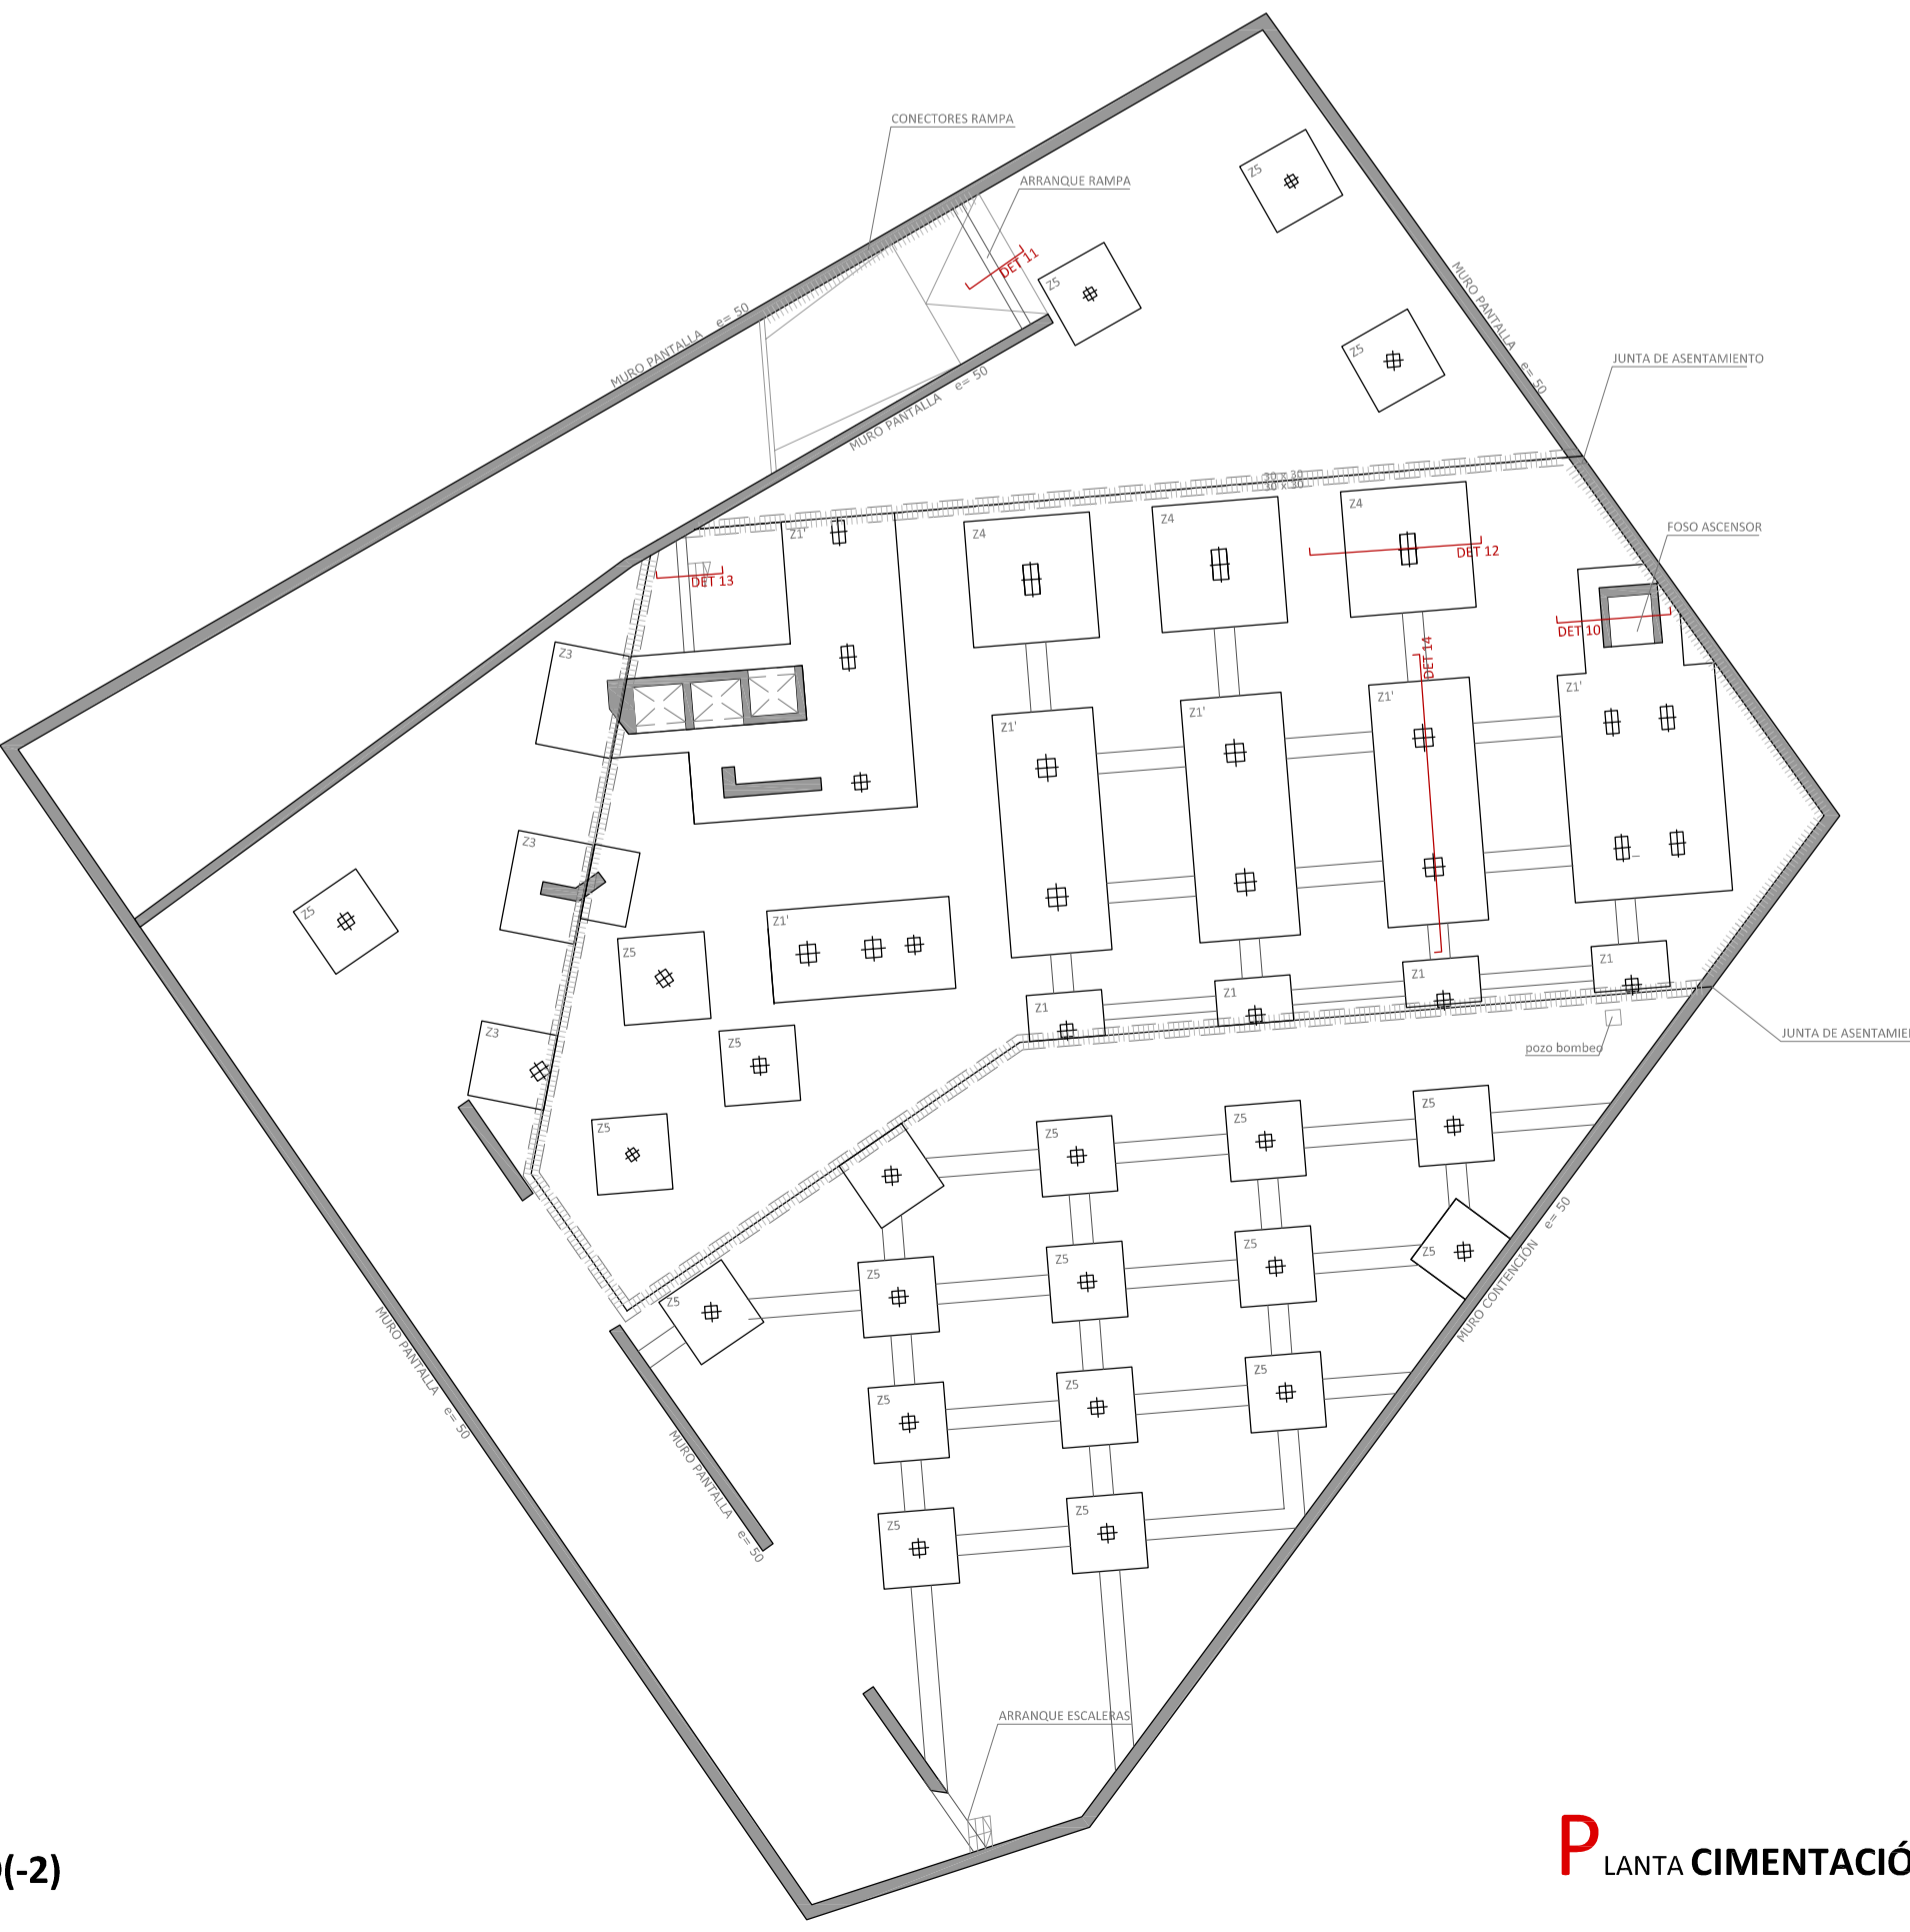 CONECTORES RAMPA
ARRANQUE RAMPA
Z5
DET 11
Z5
MURO PANTALLA e= 50
MURO PANTALLA e= 50
Z5
JUNTA DE ASENTAMIENTO
MURO PANTALLA e= 50
30 x 30
30 x 30
Z4
Z4
Z4
Z1'
FOSO ASCENSOR
DET 12
DET 13
DET 10
DET 14
Z3
Z1'
Z1'
Z1'
Z1'
Z3
Z5
Z1'
Z5
Z1
Z1
Z1
Z1
Z3
Z5
pozo bombeo
JUNTA DE ASENTAMIE
Z5
Z5
Z5
Z5
Z5
Z5
Z5
Z5
Z5
MURO CONTENCIÓN e= 50
Z5
MURO PANTALLA e= 50
Z5
Z5
Z5
MURO PANTALLA e= 50
Z5
Z5
ARRANQUE ESCALERAS
(-2)
PLANTA CIMENTACIÓ